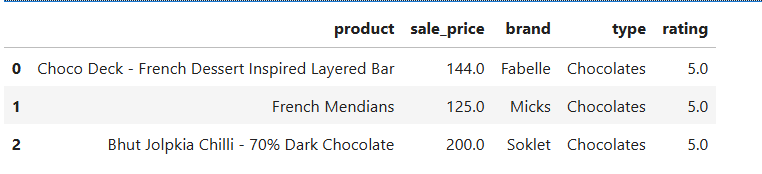 product sale_price brand type rating
0 Choco Deck - French Dessert Inspired Layered Bar 144.0 Fabelle Chocolates 5.0
1 French Mendians 125.0 Micks Chocolates 5.0
2 Bhut Jolpkia Chilli - 70% Dark Chocolate 200.0 Soklet Chocolates 5.0